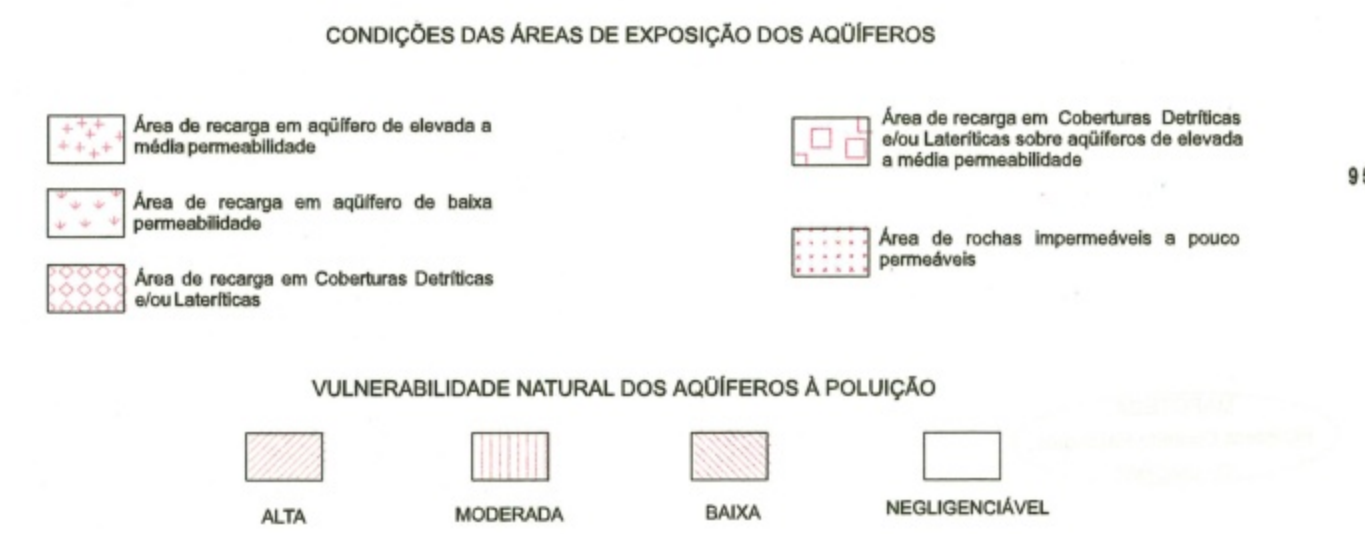 CONDIÇÕES DAS ÁREAS DE EXPOSIÇÃO DOS AQÜÍFEROS
Área de recarga em aqüífero de elevada a
média permeabilidade
Área de recarga em aqüífero de baixa
permeabilidade
Área de recarga em Coberturas Detríticas
e/ou Lateríticas
Área de recarga em Coberturas Detríticas
e/ou Lateríticas sobre aqüíferos de elevada
a média permeabilidade
95
Área de rochas impermeáveis a pouco
permeáveis
VULNERABILIDADE NATURAL DOS AQÜÍFEROS À POLUIÇÃO
ALTA
MODERADA
BAIXA
NEGLIGENCIÁVEL